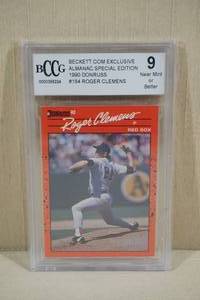 BCCG
BECKETT.COM EXCLUSIVE
ALMANAC SPECIAL EDITION
1990 DONRUSS
#184 ROGER CLEMENS
9
Near Mint
or
Better
Donruss 90
Roger Clemens
RED SOX